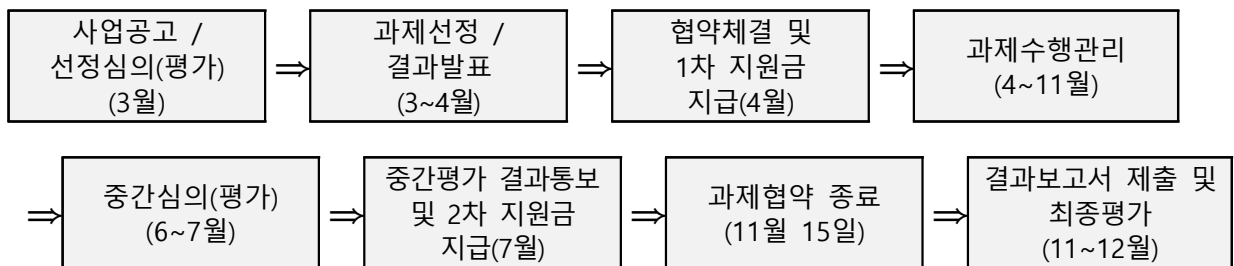 사업공고 /
선정심의(평가)
(3월)
⇒
과제선정 /
결과발표
(3~4월)
⇒
협약체결 및
1차 지원금
지급(4월)
⇒
과제수행관리
(4~11월)
⇒
중간심의(평가)
(6~7월)
⇒
중간평가 결과통보
및 2차 지원금
지급(7월)
⇒
과제협약 종료
(11월 15일)
⇒
결과보고서 제출 및
최종평가
(11~12월)